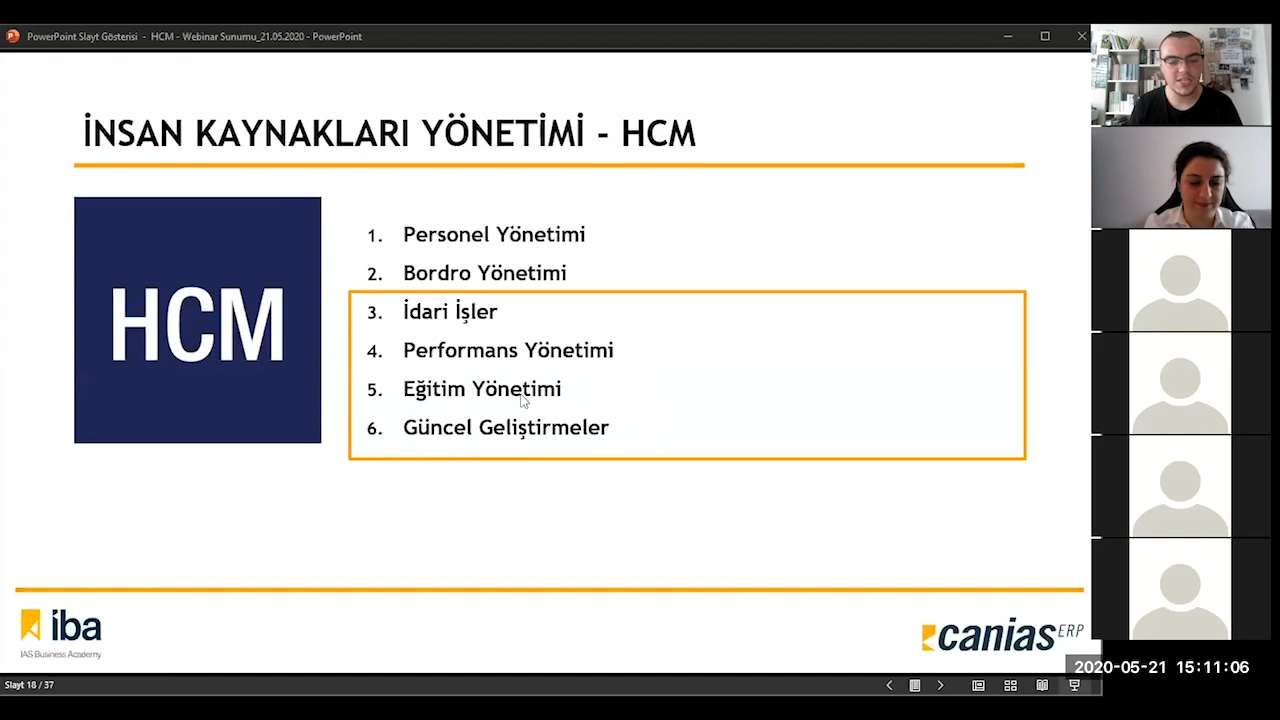 PowerPoint Slayt Gösterisi - HCM - Webinar Sunumu_21.05.2020 - PowerPoint
İNSAN KAYNAKLARI YÖNETİMİ - HCM
HCM
1. Personel Yönetimi
2. Bordro Yönetimi
3. İdari İşler
4. Performans Yönetimi
5. Eğitim Yönetimi
6. Güncel Geliştirmeler
iba
IAS Business Academy
canias ERP
2020-05-21 15:11:06
Slayt 18 / 37